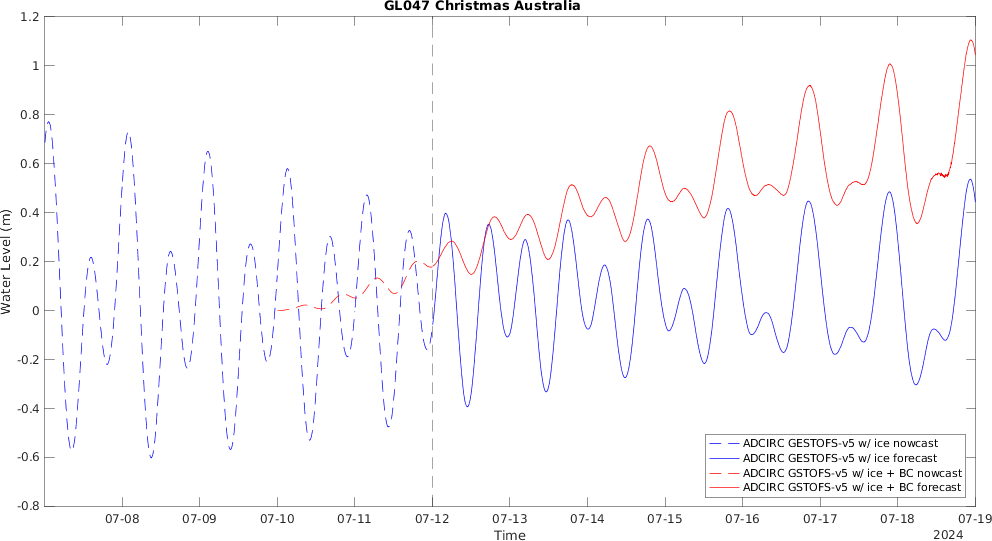 GL047 Christmas Australia
Water Level (m)
1.2
1
0.8
0.6
0.4
0.2
0
-0.2
-0.4
-0.6
-0.8
ADCIRC GESTOFS-v5 w/ ice nowcast
ADCIRC GESTOFS-v5 w/ ice forecast
ADCIRC GSTOFS-v5 w/ ice + BC nowcast
ADCIRC GSTOFS-v5 w/ ice + BC forecast
07-08 07-09 07-10 07-11 07-12 07-13 07-14 07-15 07-16 07-17 07-18 07-19
Time
2024